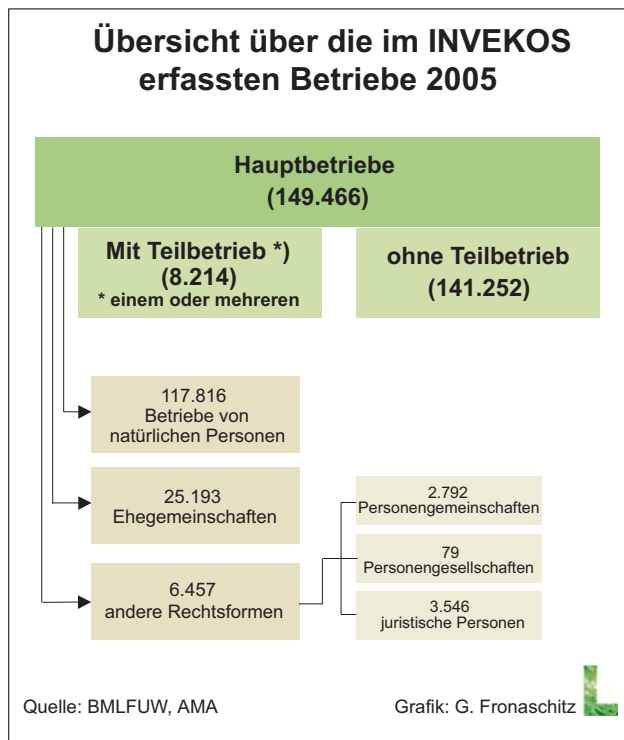 Übersicht über die im INVEKOS
erfassten Betriebe 2005
Hauptbetriebe
(149.466)
Mit Teilbetrieb *)
(8.214)
* einem oder mehreren
ohne Teilbetrieb
(141.252)
117.816
Betriebe von
natürlichen Personen
25.193
Ehegemeinschaften
6.457
andere Rechtsformen
2.792
Personengemeinschaften
79
Personengesellschaften
3.546
juristische Personen
Quelle: BMLFUW, AMA
Grafik: G. Fronaschitz
L